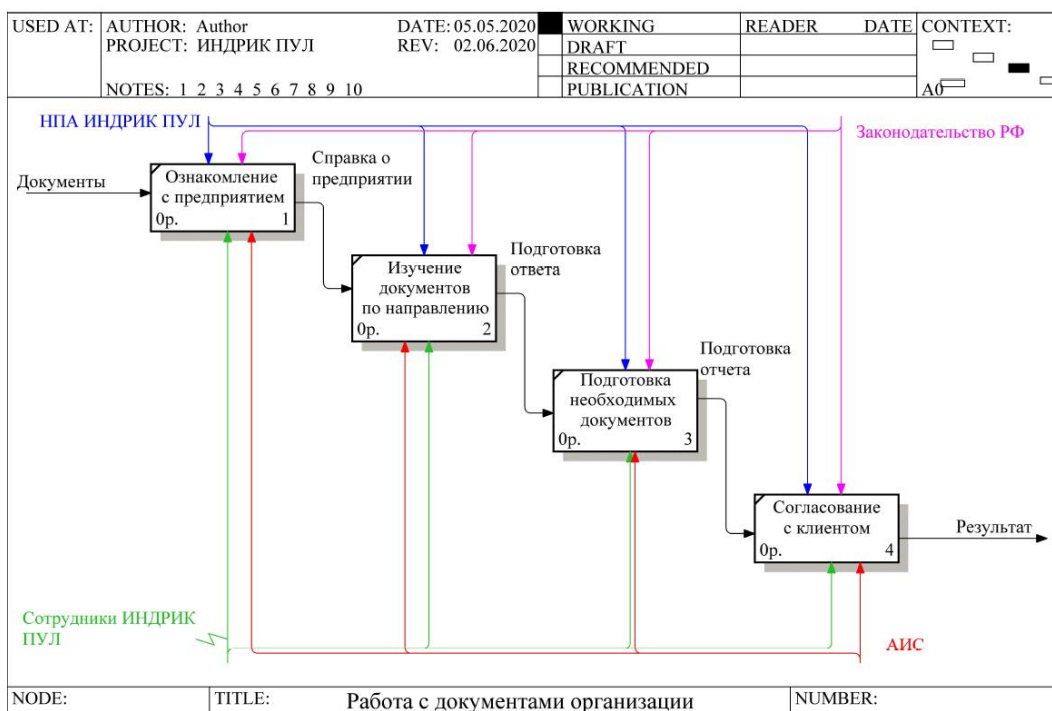 USED AT:
AUTHOR: Author
DATE: 05.05.2020
PROJECT: ИНДРИК ПУЛ
REV: 02.06.2020
NOTES: 1 2 3 4 5 6 7 8 9 10
WORKING
DRAFT
RECOMMENDED
PUBLICATION
READER DATE
CONTEXT:
A0
НПА ИНДРИК ПУЛ
Законодательство РФ
Документы
Ознакомление
с предприятием
0р. 1
Справка о
предприятии
Изучение
документов
по направлению
0р. 2
Подготовка
ответа
Подготовка
необходимых
документов
0р. 3
Подготовка
отчета
Согласование
с клиентом
0р. 4
Результат
Сотрудники ИНДРИК
ПУЛ
АИС
NODE:
TITLE: Работа с документами организации
NUMBER: